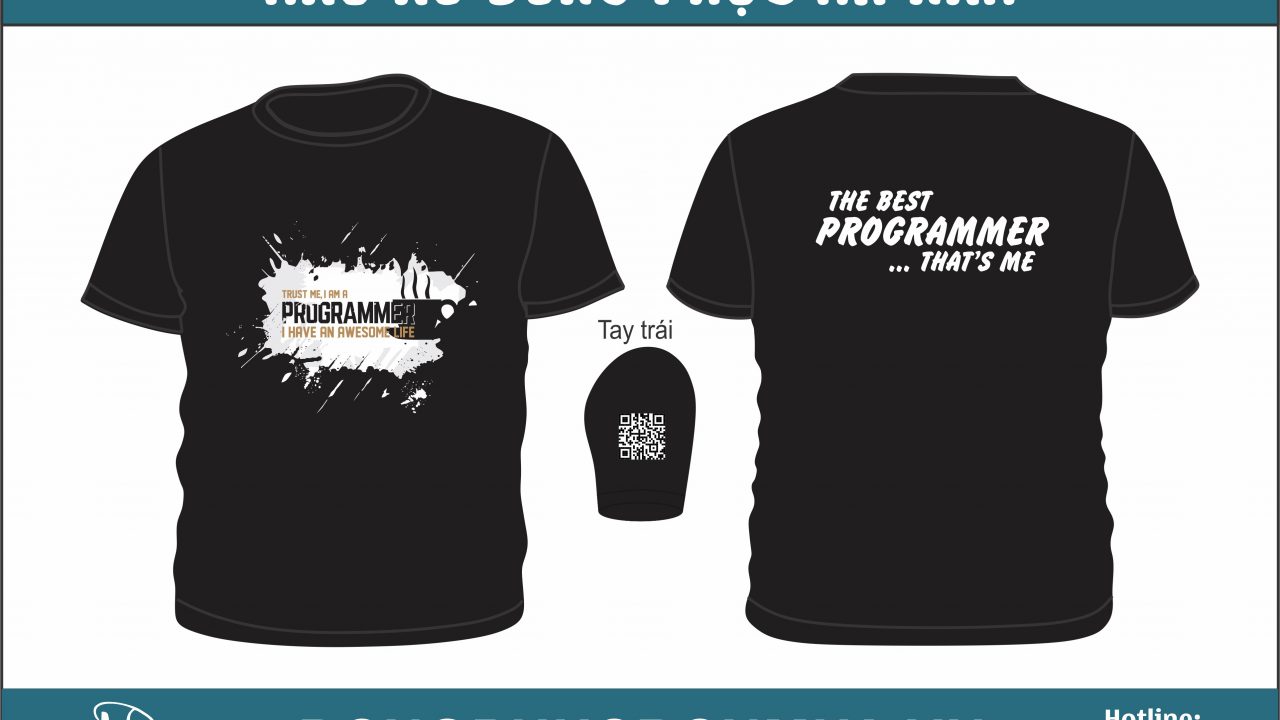 TRUST ME, I AM A
PROGRAMMER
I HAVE AN AWESOME LIFE
Tay trái
THE BEST
PROGRAMMER
... THAT'S ME
Hotline: